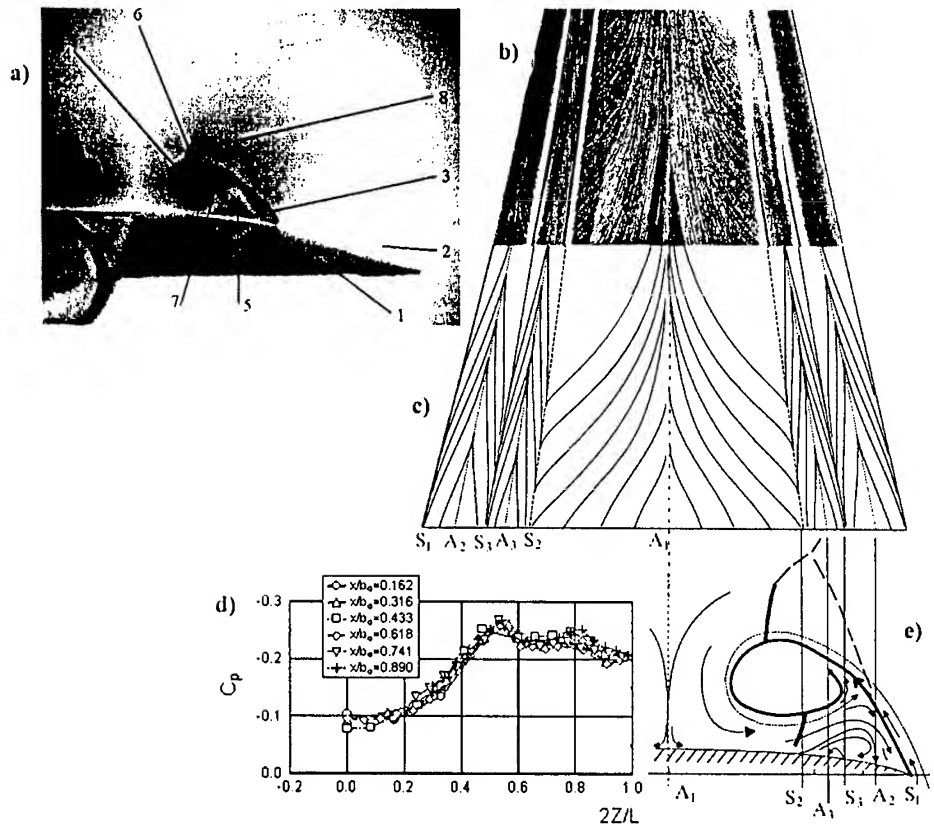 6
a)
8
3
2
7 5 1
b)
c)
S₁ A₂ S₃ A₃ S₂ A₁
d)
x/b₀=0.162
x/b₀=0.316
x/b₀=0.433
x/b₀=0.618
x/b₀=0.741
x/b₀=0.890
-0.3
-0.2
-0.1
0.0
Cₚ
-0.2 0.0 0.2 0.4 0.6 0.8 1.0
2Z/L
e)
A₁ S₂ A₃ S₃ A₂ S₁